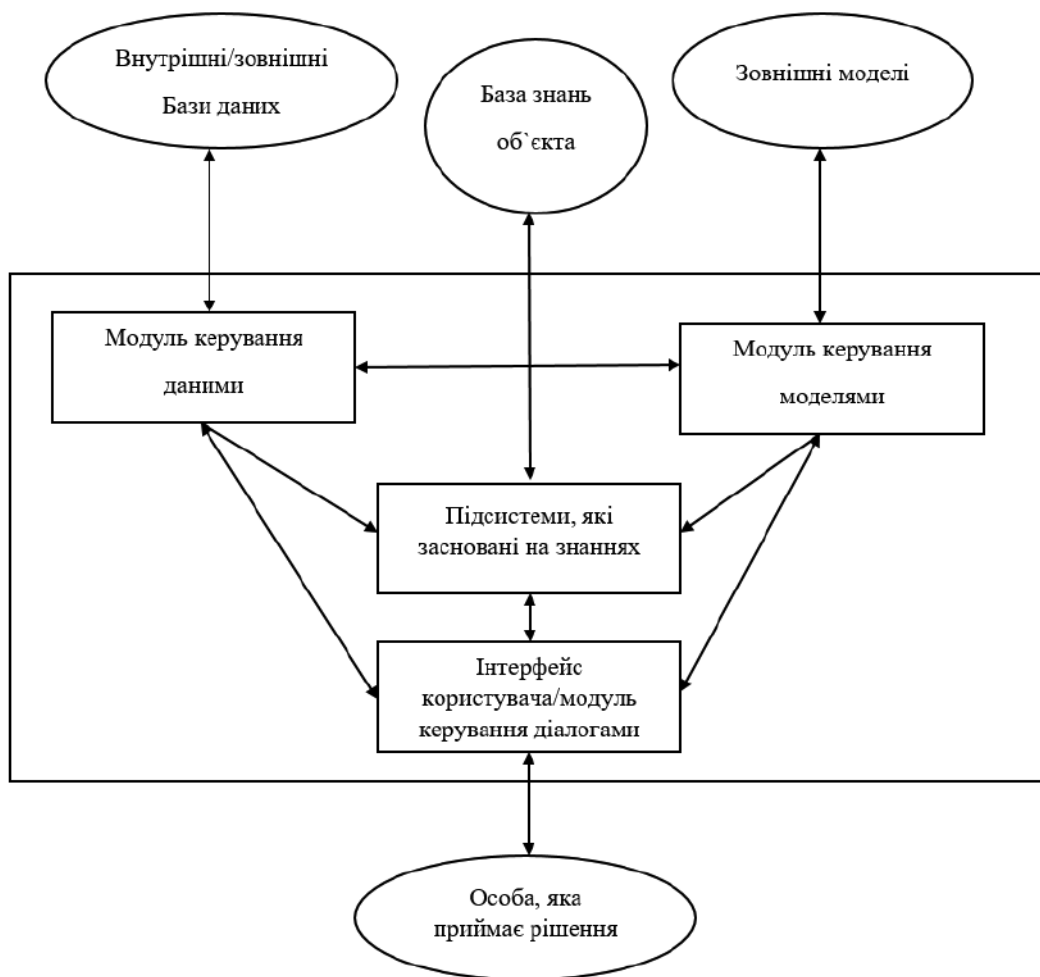 Внутрішні/зовнішні
Бази даних
База знань
об`єкта
Зовнішні моделі
Модуль керування
даними
Модуль керування
моделями
Підсистеми, які
засновані на знаннях
Інтерфейс
користувача/модуль
керування діалогами
Особа, яка
приймає рішення